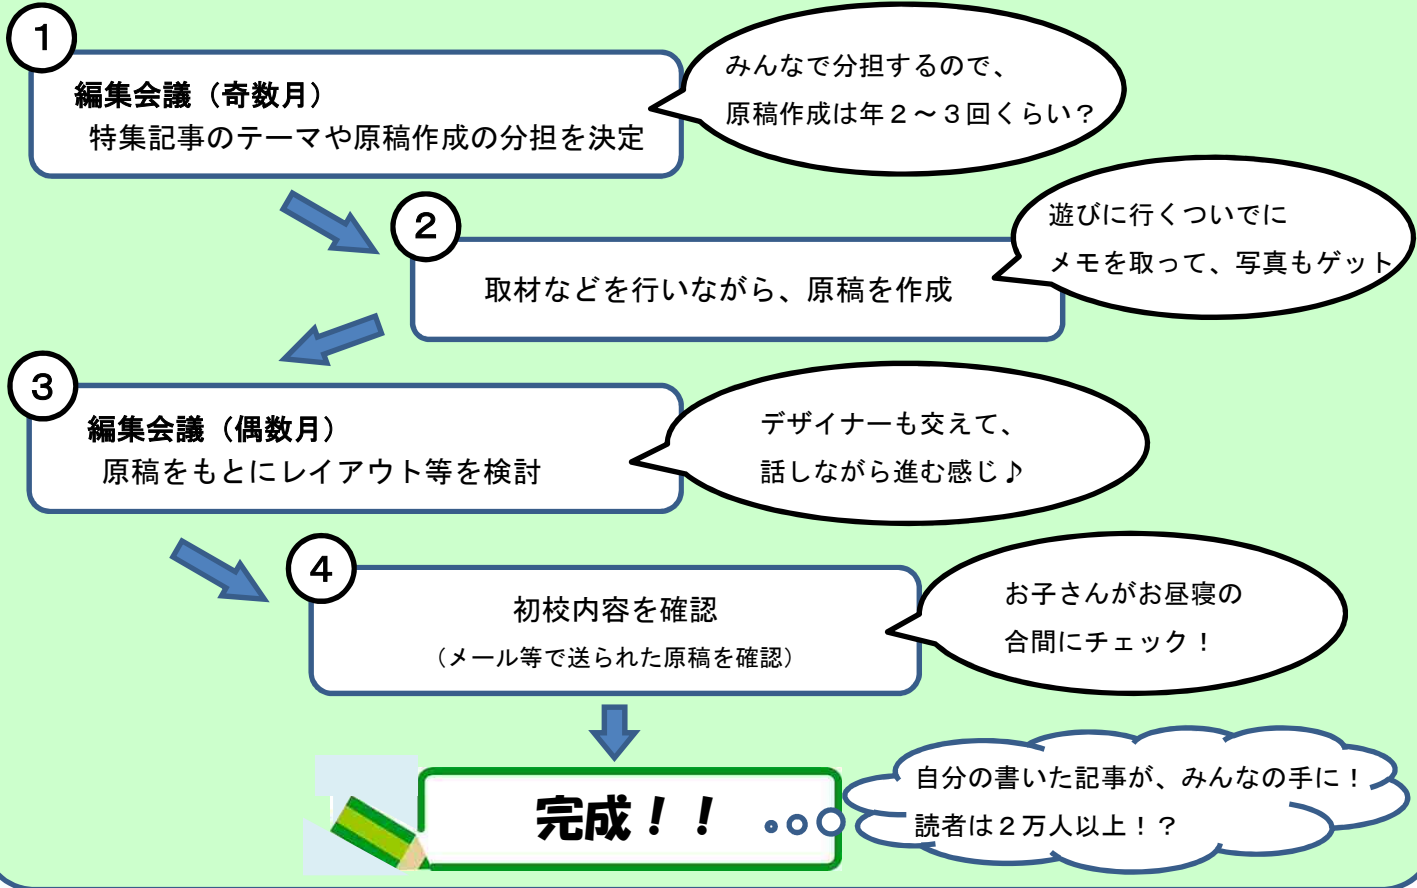 1
編集会議（奇数月）
特集記事のテーマや原稿作成の分担を決定
みんなで分担するので、
原稿作成は年２～３回くらい？
2
取材などを行いながら、原稿を作成
遊びに行くついでに
メモを取って、写真もゲット
3
編集会議（偶数月）
原稿をもとにレイアウト等を検討
デザイナーも交えて、
話しながら進む感じ♪
4
初校内容を確認
（メール等で送られた原稿を確認）
お子さんがお昼寝の
合間にチェック！
完成！！
自分の書いた記事が、みんなの手に！
読者は２万人以上！？